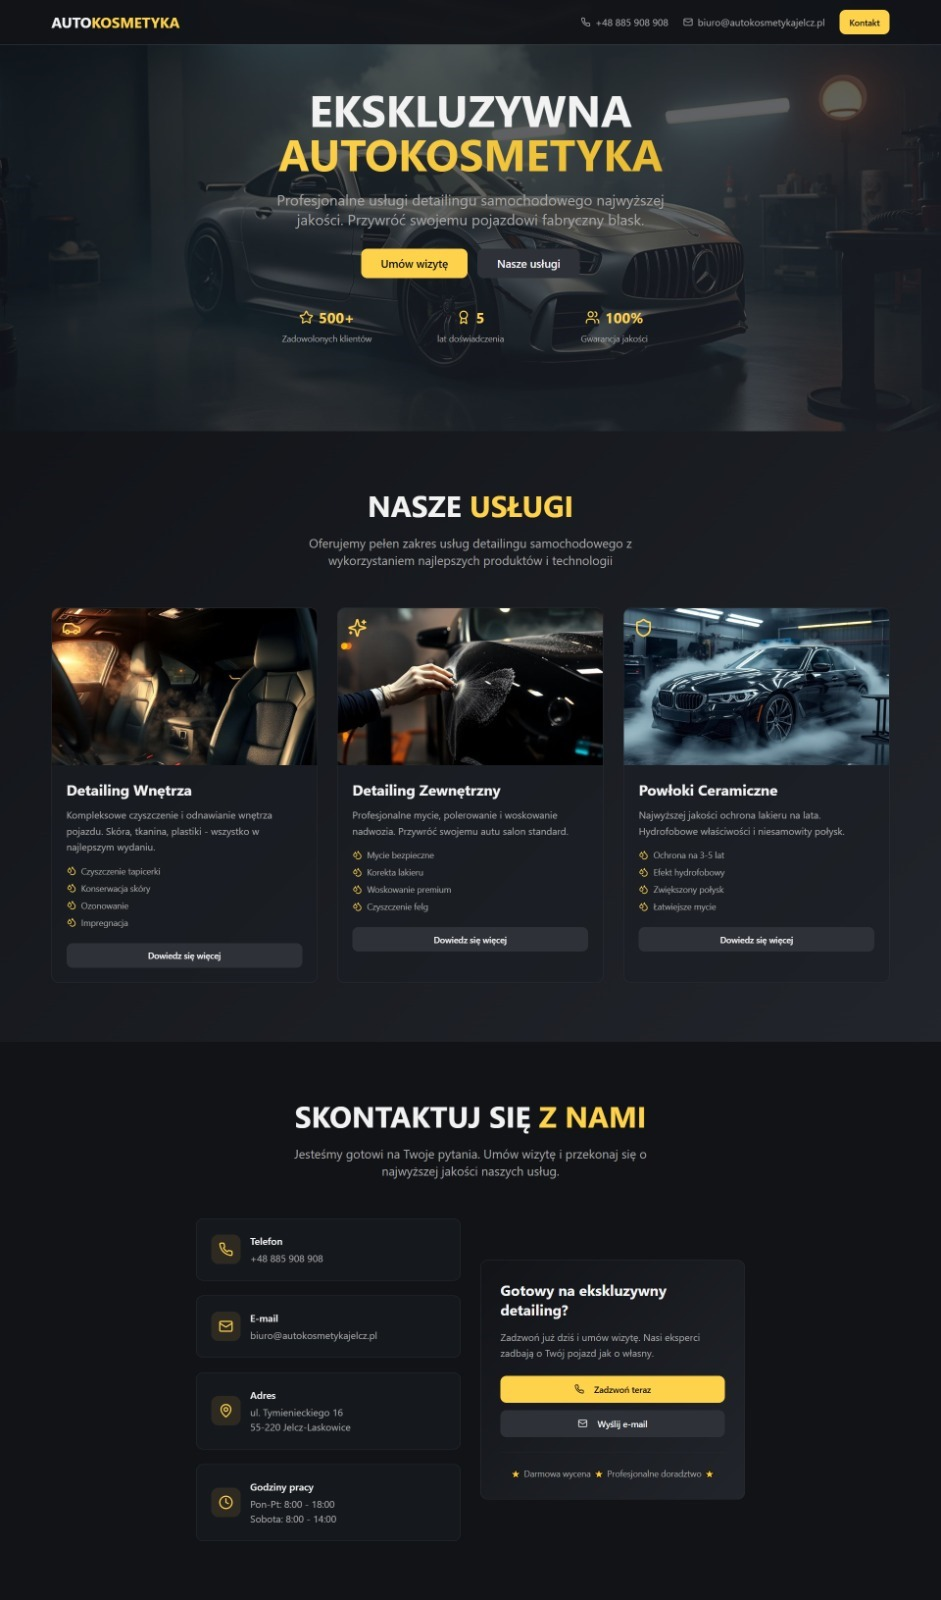 AUTOKOSMETYKA
+48 885 908 908
biuro@autokosmetykajelcz.pl
Kontakt
EKSKLUZYWNA
AUTOKOSMETYKA
Profesjonalne usługi detailingu samochodowego najwyższej
jakości. Przywróć swojemu pojazdowi fabryczny blask.
Umów wizytę
Nasze usługi
500+
Zadowolonych klientów
5
lat doświadczenia
100%
Gwarancja jakości
NASZE USŁUGI
Oferujemy pełen zakres usług detailingu samochodowego z
wykorzystaniem najlepszych produktów i technologii
Detailing Wnętrza
Kompleksowe czyszczenie i odnawianie wnętrza
pojazdu. Skóra, tkanina, plastiki - wszystko w
najlepszym wydaniu.
Czyszczenie tapicerki
Konserwacja skóry
Ozonowanie
Impregnacja
Dowiedz się więcej
Detailing Zewnętrzny
Profesjonalne mycie, polerowanie i woskowanie
nadwozia. Przywróć swojemu autu salon standard.
Mycie bezpieczne
Korekta lakieru
Woskowanie premium
Czyszczenie felg
Dowiedz się więcej
Powłoki Ceramiczne
Najwyższej jakości ochrona lakieru na lata.
Hydrofobowe właściwości i niesamowity połysk.
Ochrona na 3-5 lat
Efekt hydrofobowy
Zwiększony połysk
Łatwiejsze mycie
Dowiedz się więcej
SKONTAKTUJ SIĘ Z NAMI
Jesteśmy gotowi na Twoje pytania. Umów wizytę i przekonaj się o
najwyższej jakości naszych usług.
Telefon
+48 885 908 908
E-mail
biuro@autokosmetykajelcz.pl
Adres
ul. Tymienieckiego 16
55-220 Jelcz-Laskowice
Godziny pracy
Pon-Pt: 8:00 - 18:00
Sobota: 8:00 - 14:00
Gotowy na ekskluzywny
detailing?
Zadzwoń już dziś i umów wizytę. Nasi eksperci
zadbają o Twój pojazd jak o własny.
Zadzwoń teraz
Wyślij e-mail
★ Darmowa wycena ★ Profesjonalne doradztwo ★